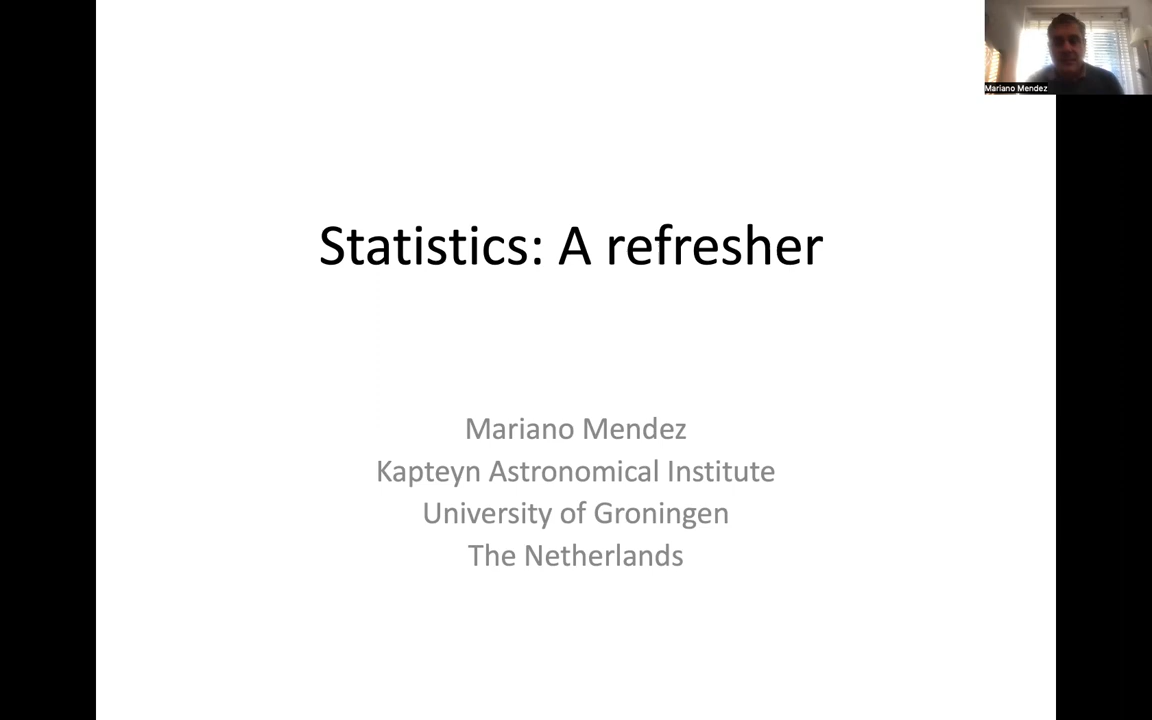 Mariano Mendez
Statistics: A refresher
Mariano Mendez
Kapteyn Astronomical Institute
University of Groningen
The Netherlands